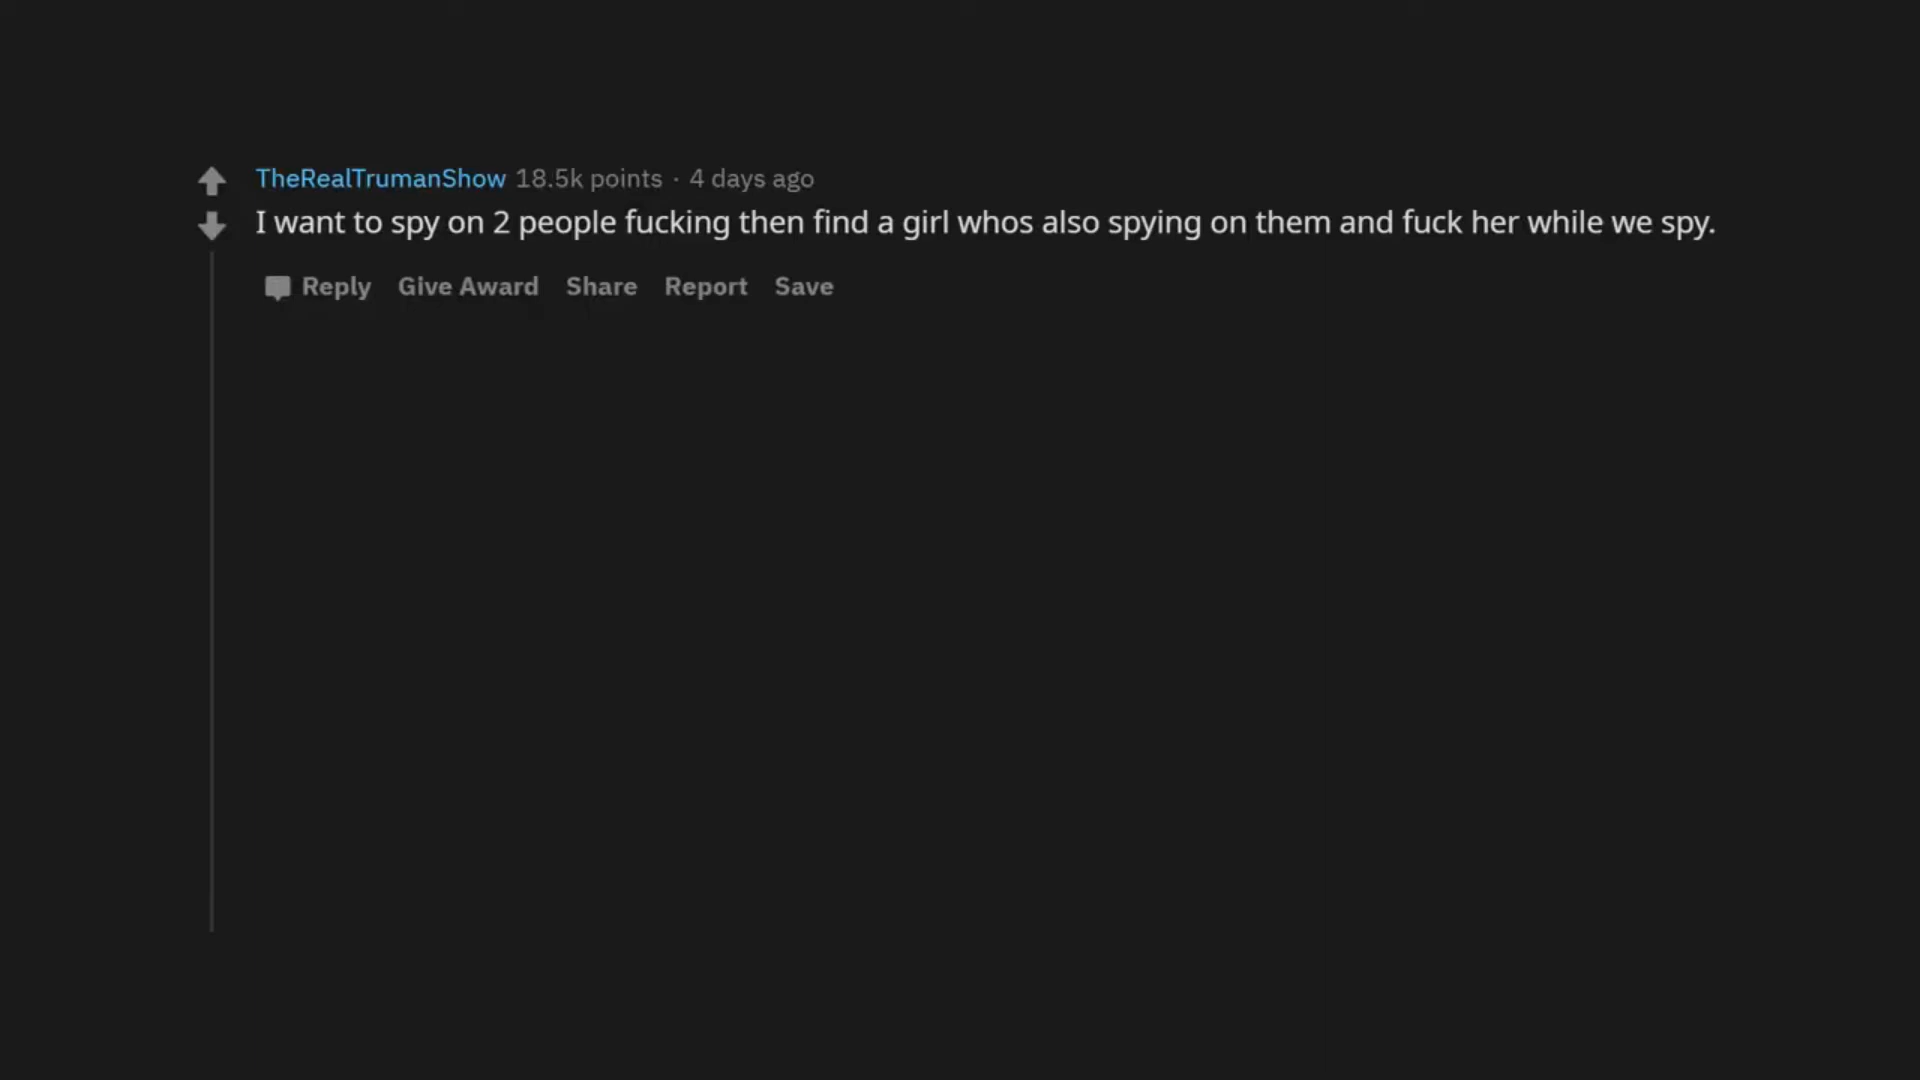 TheRealTrumanShow 18.5k points · 4 days ago
I want to spy on 2 people fucking then find a girl whos also spying on them and fuck her while we spy.
Reply Give Award Share Report Save